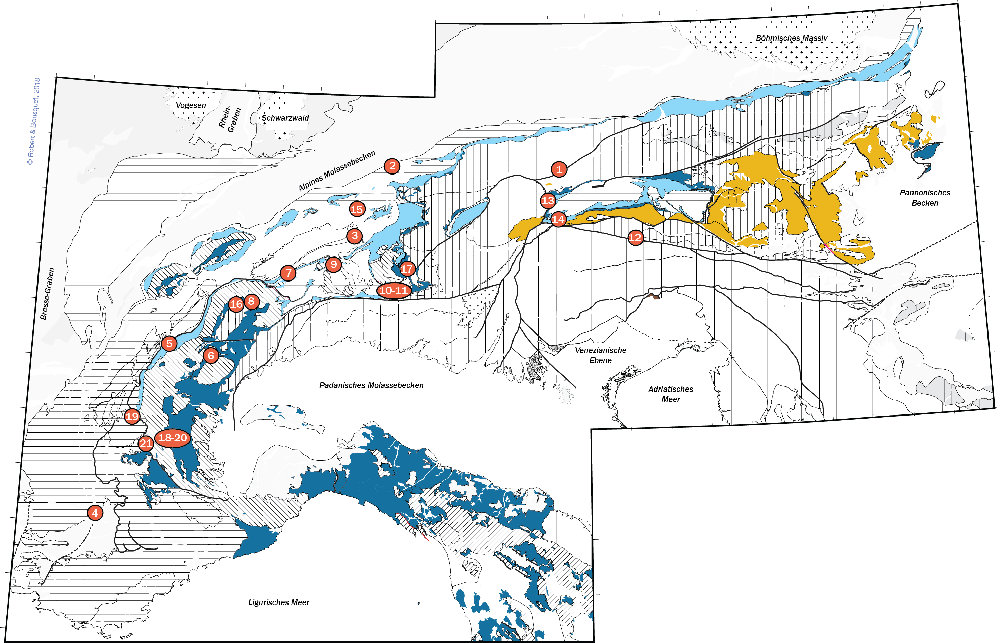 Böhmisches Massiv
© Robert & Bousquet, 2018
Vogesen
Rhein-
Graben
Schwarzwald
Alpines Molassebecken
2
1
Pannonisches
Becken
13
15
14
3
12
9
17
7
Bresse-Graben
10-11
16
8
5
6
Venezianische
Ebene
Padanisches Molassebecken
Adriatisches
Meer
19
18-20
21
4
Ligurisches Meer